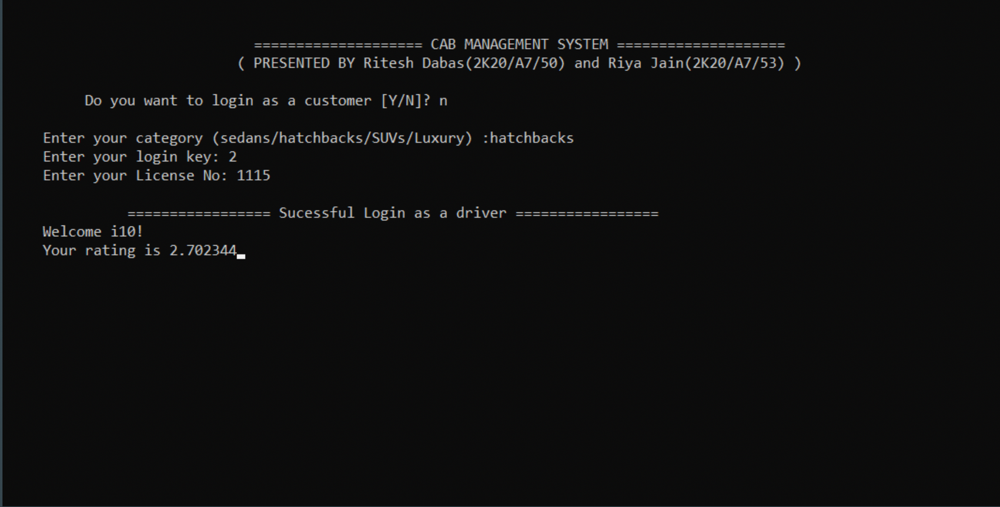 ==================== CAB MANAGEMENT SYSTEM ====================
( PRESENTED BY Ritesh Dabas(2K20/A7/50) and Riya Jain(2K20/A7/53) )
Do you want to login as a customer [Y/N]? n
Enter your category (sedans/hatchbacks/SUVs/Luxury) :hatchbacks
Enter your login key: 2
Enter your License No: 1115
================= Sucessful Login as a driver =================
Welcome i10!
Your rating is 2.702344